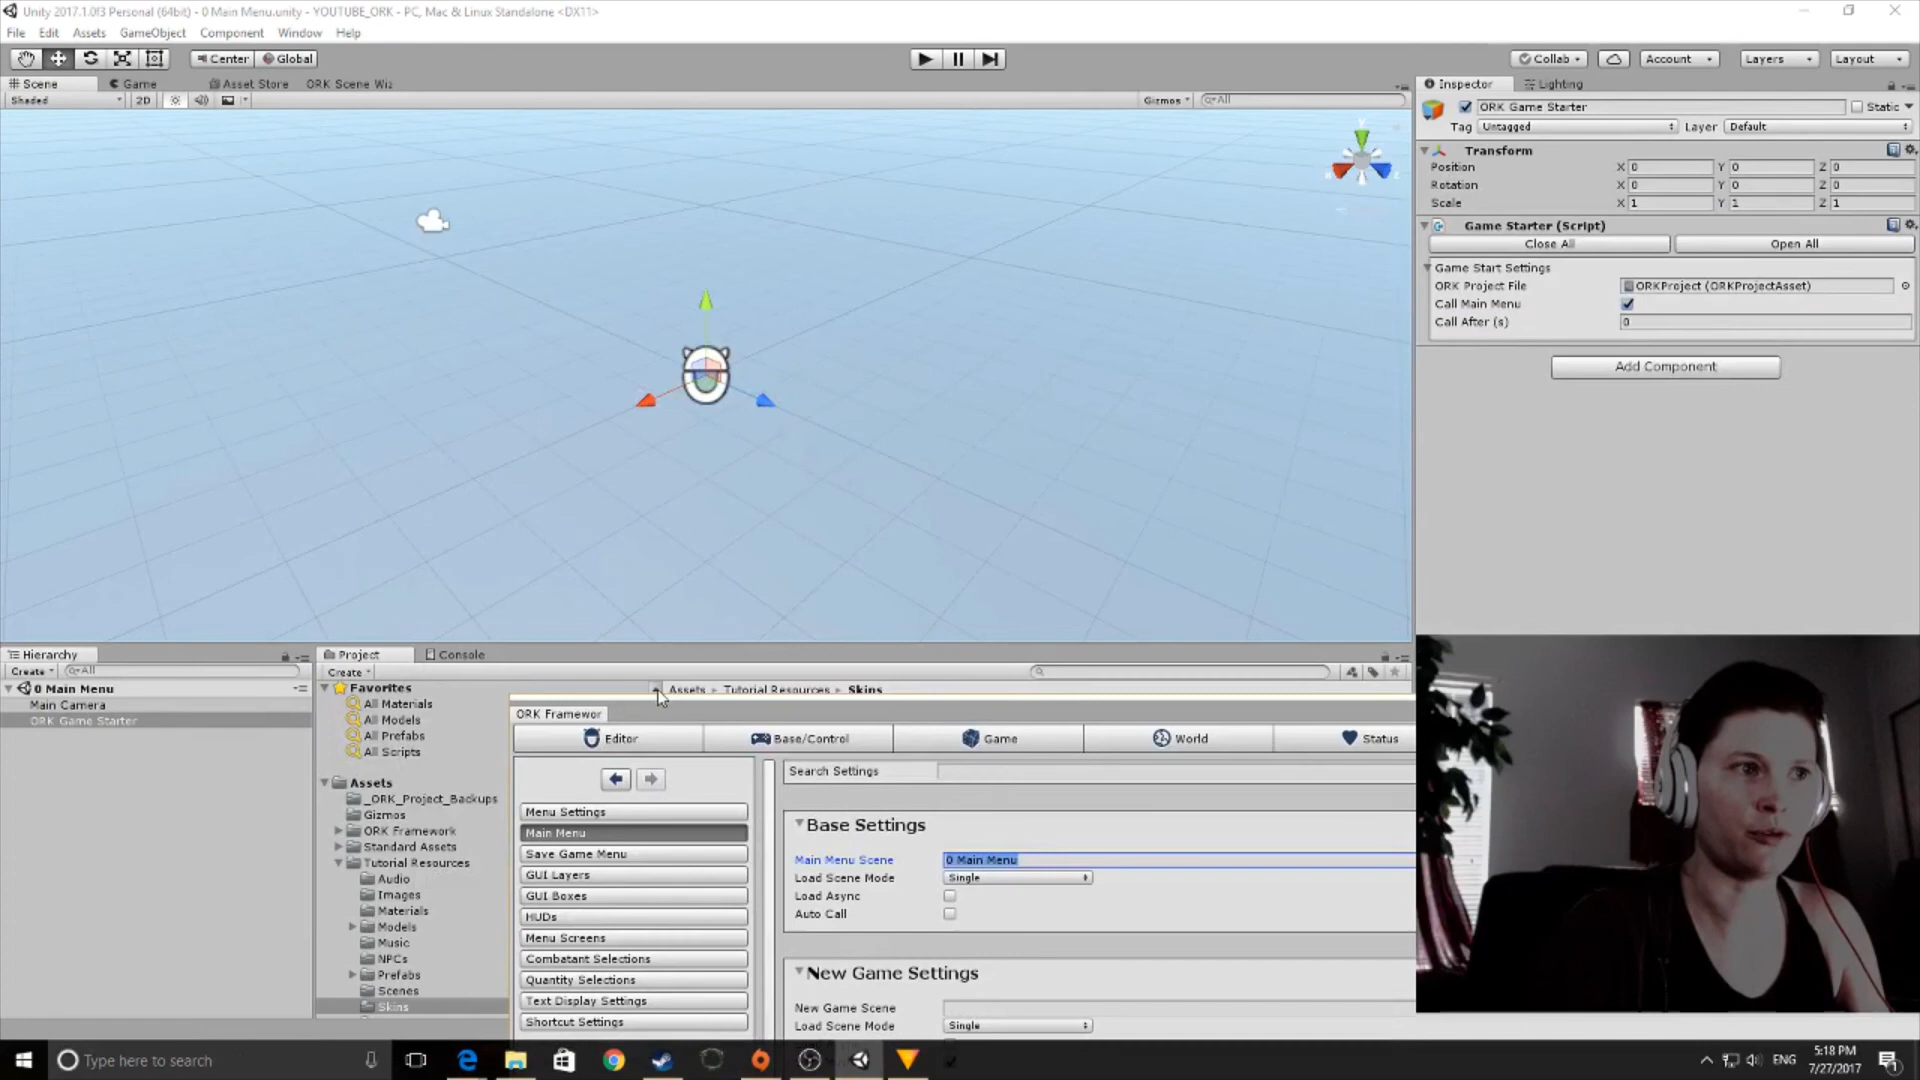 Unity 2017.1.0f3 Personal (64bit) - 0 Main Menu.unity - YOUTUBE_ORK - PC, Mac & Linux Standalone <DX11>
File Edit Assets GameObject Component Window Help
Center Global Collab Account Layers Layout
Scene Game Asset Store ORK Scene Wiz
Shaded 2D Gizmos All
Inspector Lighting
ORK Game Starter Static
Tag Untagged Layer Default
Transform
Position X 0 Y 0 Z 0
Rotation X 0 Y 0 Z 0
Scale X 1 Y 1 Z 1
Game Starter (Script)
Close All Open All
Game Start Settings
ORK Project File ORKProject (ORKProjectAsset)
Call Main Menu
Call After (s) 0
Add Component
Hierarchy
Create All
0 Main Menu
Main Camera
ORK Game Starter
Project Console
Create
Favorites
All Materials
All Models
All Prefabs
All Scripts
Assets
_ORK_Project_Backups
Gizmos
ORK Framework
Standard Assets
Tutorial Resources
Audio
Images
Materials
Models
Music
NPCs
Prefabs
Scenes
Skins
Assets Tutorial Resources Skins
ORK Framewor
Editor Base/Control Game World Status
Menu Settings
Main Menu
Save Game Menu
GUI Layers
GUI Boxes
HUDs
Menu Screens
Combatant Selections
Quantity Selections
Text Display Settings
Shortcut Settings
Search Settings
Base Settings
Main Menu Scene 0 Main Menu
Load Scene Mode Single
Load Async
Auto Call
New Game Settings
New Game Scene
Load Scene Mode Single
Type here to search
ENG
5:18 PM
7/27/2017
1